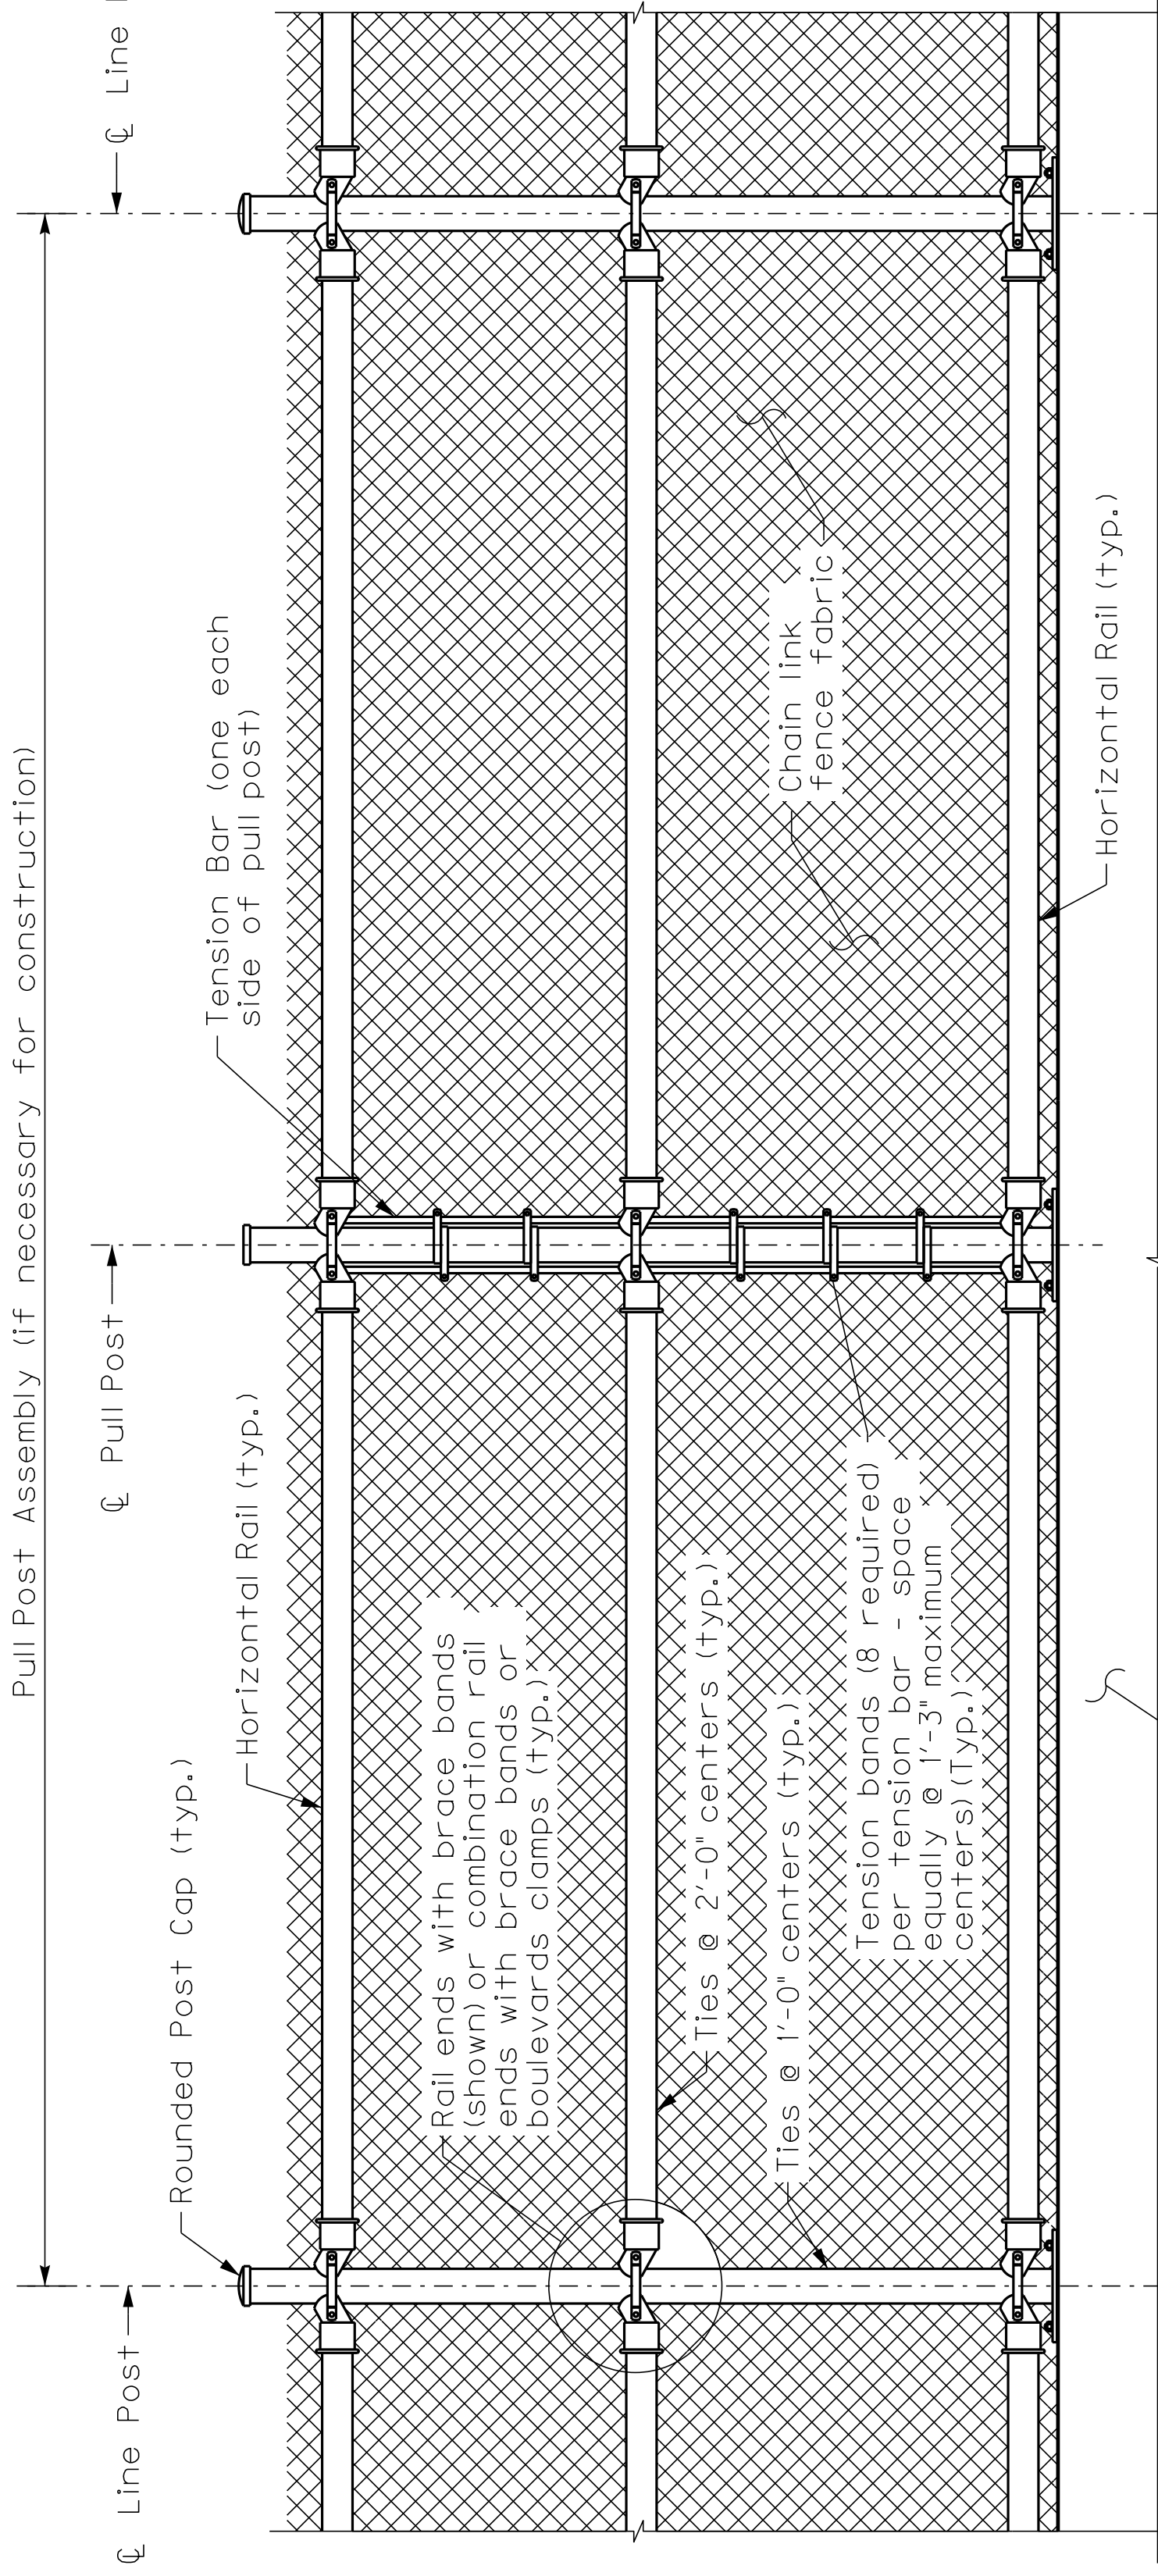 Pull Post Assembly (if necessary for construction)
℄ Line Post
℄ Pull Post
℄ Line
Rounded Post Cap (typ.)
Horizontal Rail (typ.)
Tension Bar (one each
side of pull post)
Rail ends with brace bands
(shown) or combination rail
ends with brace bands or
boulevards clamps (typ.)
Ties @ 2'-0" centers (typ.)
Ties @ 1'-0" centers (typ.)
Tension bands (8 required)
per tension bar - space
equally @ 1'-3" maximum
centers) (Typ.)
Chain link
fence fabric
Horizontal Rail (typ.)